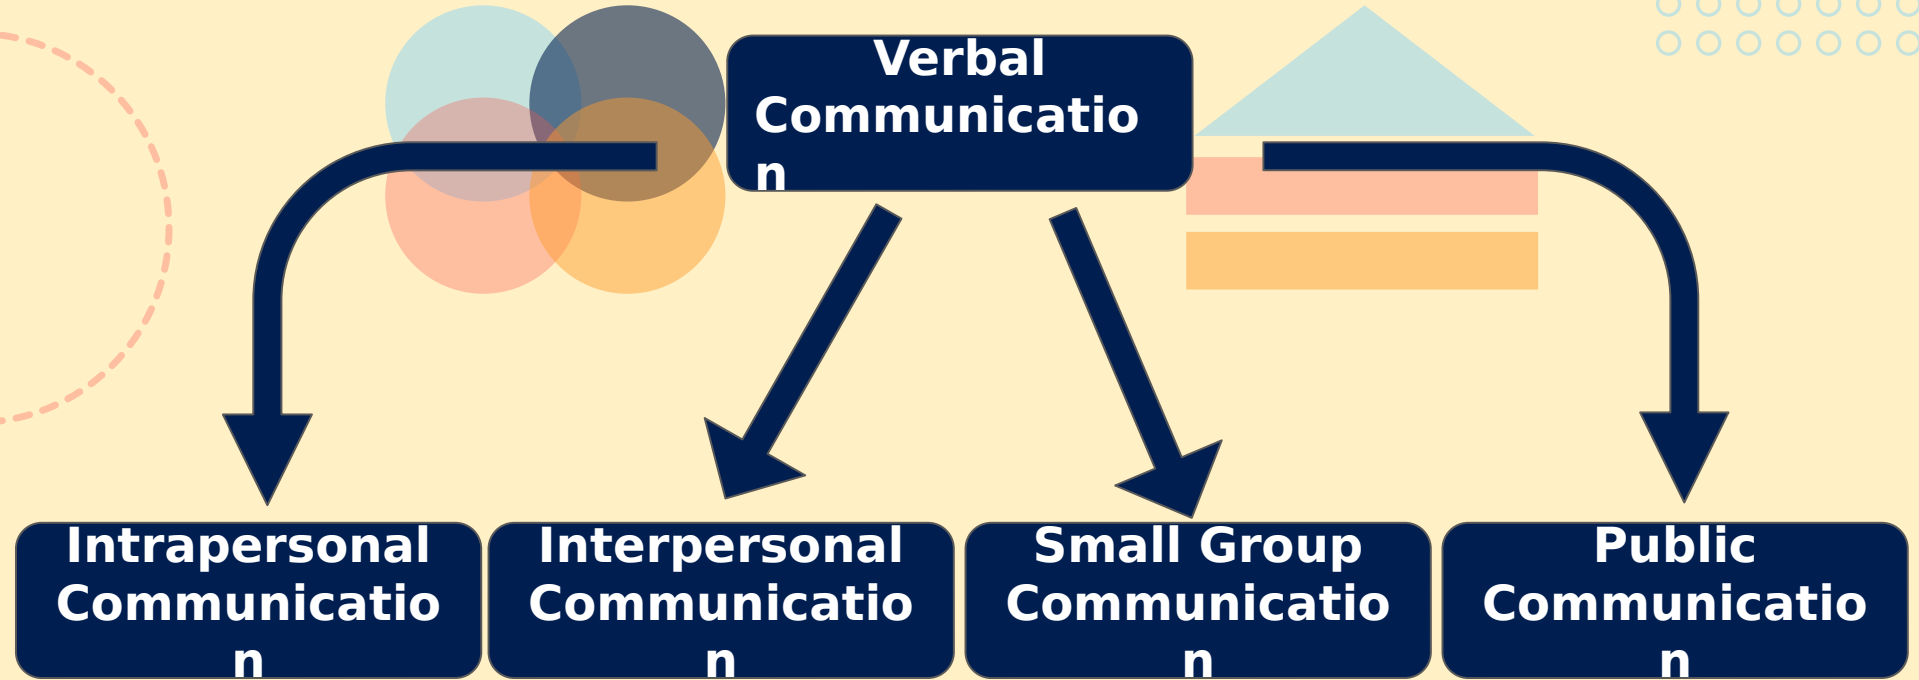 Verbal
Communicatio
n
Intrapersonal
Communicatio
n
Interpersonal
Communicatio
n
Small Group
Communicatio
n
Public
Communicatio
n